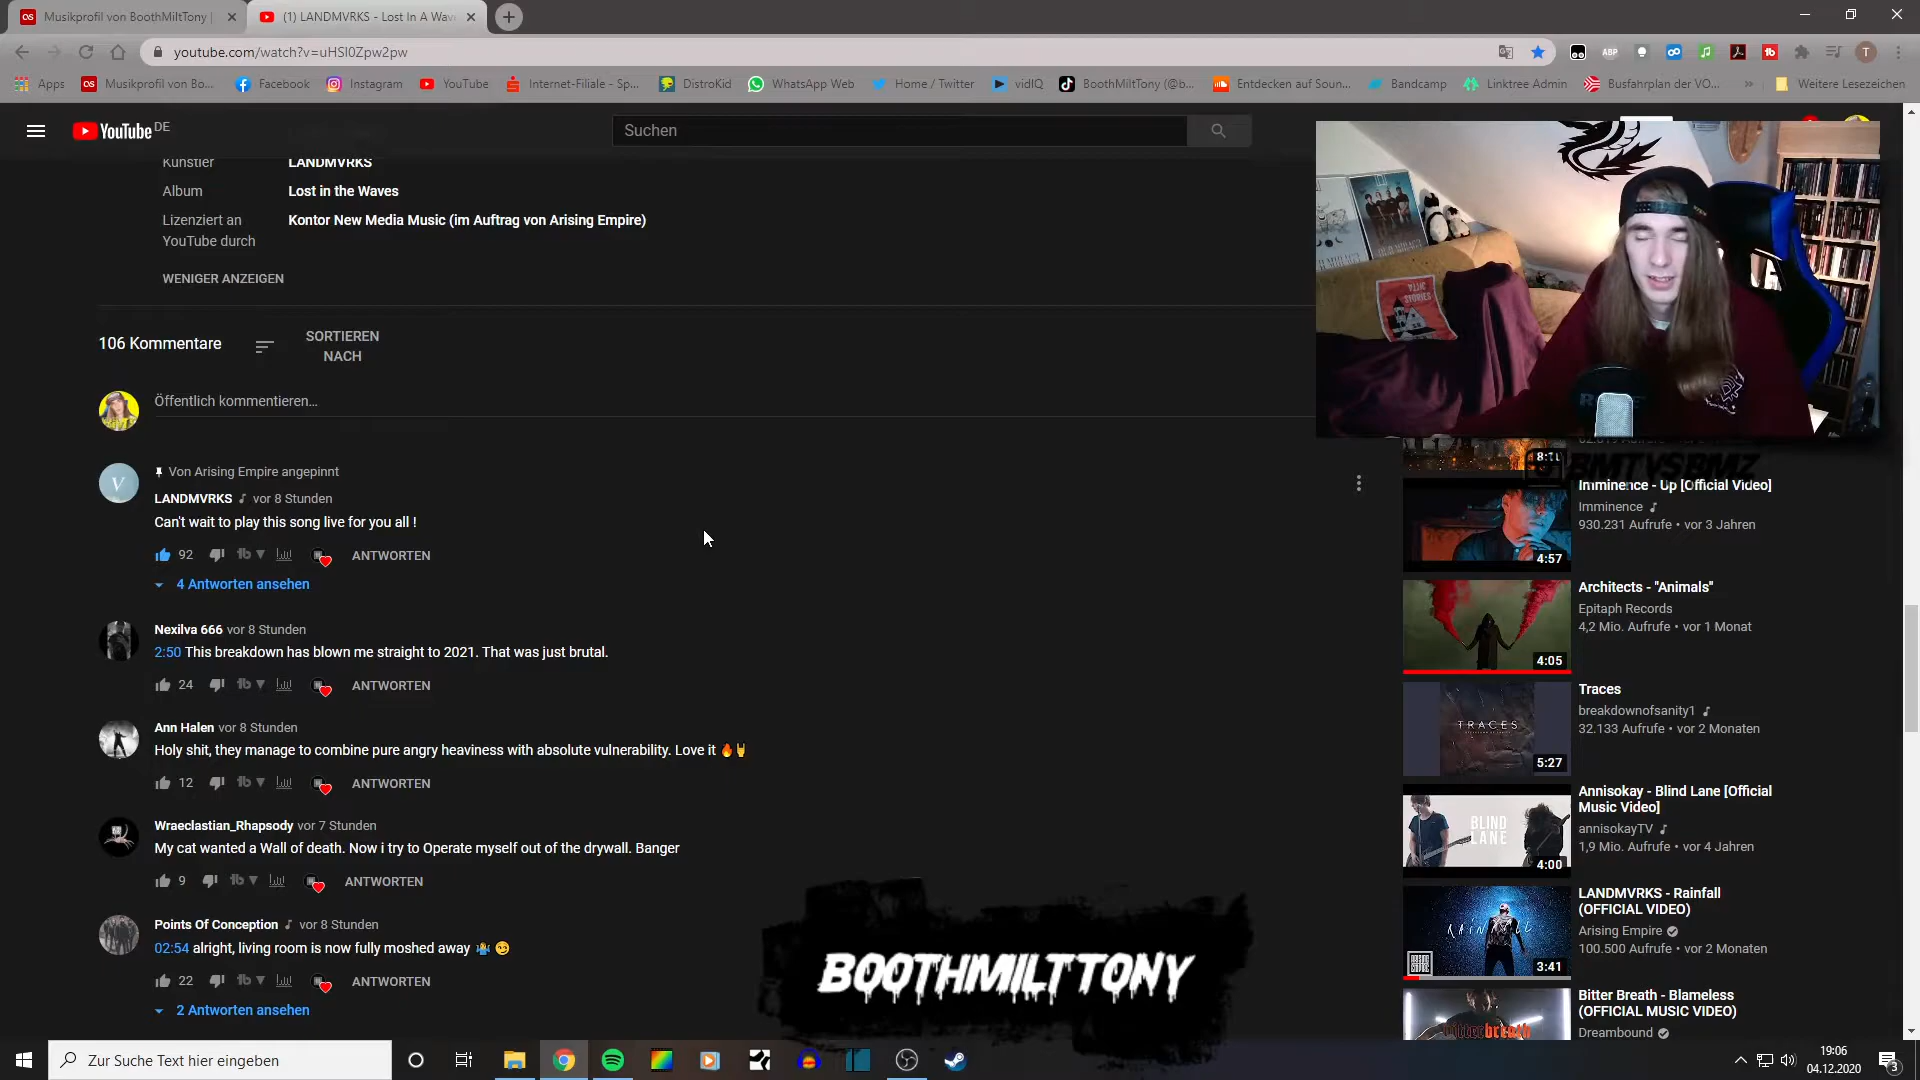 Musikprofil von BoothMiltTony |
(1) LANDMVRKS - Lost In A Wav
youtube.com/watch?v=uHSl0Zpw2pw
Apps
Musikprofil von Bo...
Facebook
Instagram
YouTube
Internet-Filiale - Sp...
DistroKid
WhatsApp Web
Home / Twitter
vidIQ
BoothMiltTony (@b...
Entdecken auf Soun...
Bandcamp
Linktree Admin
Busfahrplan der VO...
Weitere Lesezeichen
YouTube DE
Suchen
Künstler
LANDMVRKS
Album
Lost in the Waves
Lizenziert an
YouTube durch
Kontor New Media Music (im Auftrag von Arising Empire)
WENIGER ANZEIGEN
106 Kommentare
SORTIEREN
NACH
Öffentlich kommentieren...
Von Arising Empire angepinnt
LANDMVRKS vor 8 Stunden
Can't wait to play this song live for you all !
92
ANTWORTEN
4 Antworten ansehen
Nexilva 666 vor 8 Stunden
2:50 This breakdown has blown me straight to 2021. That was just brutal.
24
ANTWORTEN
Ann Halen vor 8 Stunden
Holy shit, they manage to combine pure angry heaviness with absolute vulnerability. Love it 🔥🤘
12
ANTWORTEN
Wraeclastian_Rhapsody vor 7 Stunden
My cat wanted a Wall of death. Now i try to Operate myself out of the drywall. Banger
9
ANTWORTEN
Points Of Conception vor 8 Stunden
02:54 alright, living room is now fully moshed away
22
ANTWORTEN
2 Antworten ansehen
8:11
BMTVSBMZ
Imminence - Up [Official Video]
Imminence
930.231 Aufrufe • vor 3 Jahren
4:57
Architects - "Animals"
Epitaph Records
4,2 Mio. Aufrufe • vor 1 Monat
4:05
TRACES
Traces
breakdownofsanity1
32.133 Aufrufe • vor 2 Monaten
5:27
BLIND
LANE
Annisokay - Blind Lane [Official
Music Video]
annisokayTV
1,9 Mio. Aufrufe • vor 4 Jahren
4:00
LANDMVRKS - Rainfall
(OFFICIAL VIDEO)
Arising Empire
100.500 Aufrufe • vor 2 Monaten
3:41
Bitter Breath - Blameless
(OFFICIAL MUSIC VIDEO)
Dreambound
bitterbreath
BOOTHMILTTONY
Zur Suche Text hier eingeben
19:06
04.12.2020
3